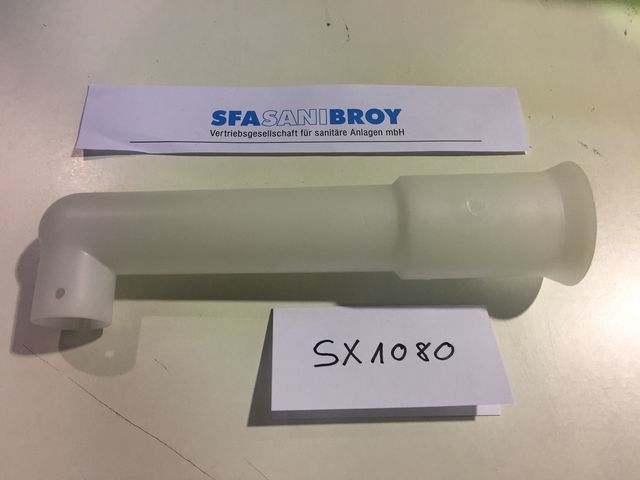 SFASANIBROY
Vertriebsgesellschaft für sanitäre Anlagen mbH
SX1080